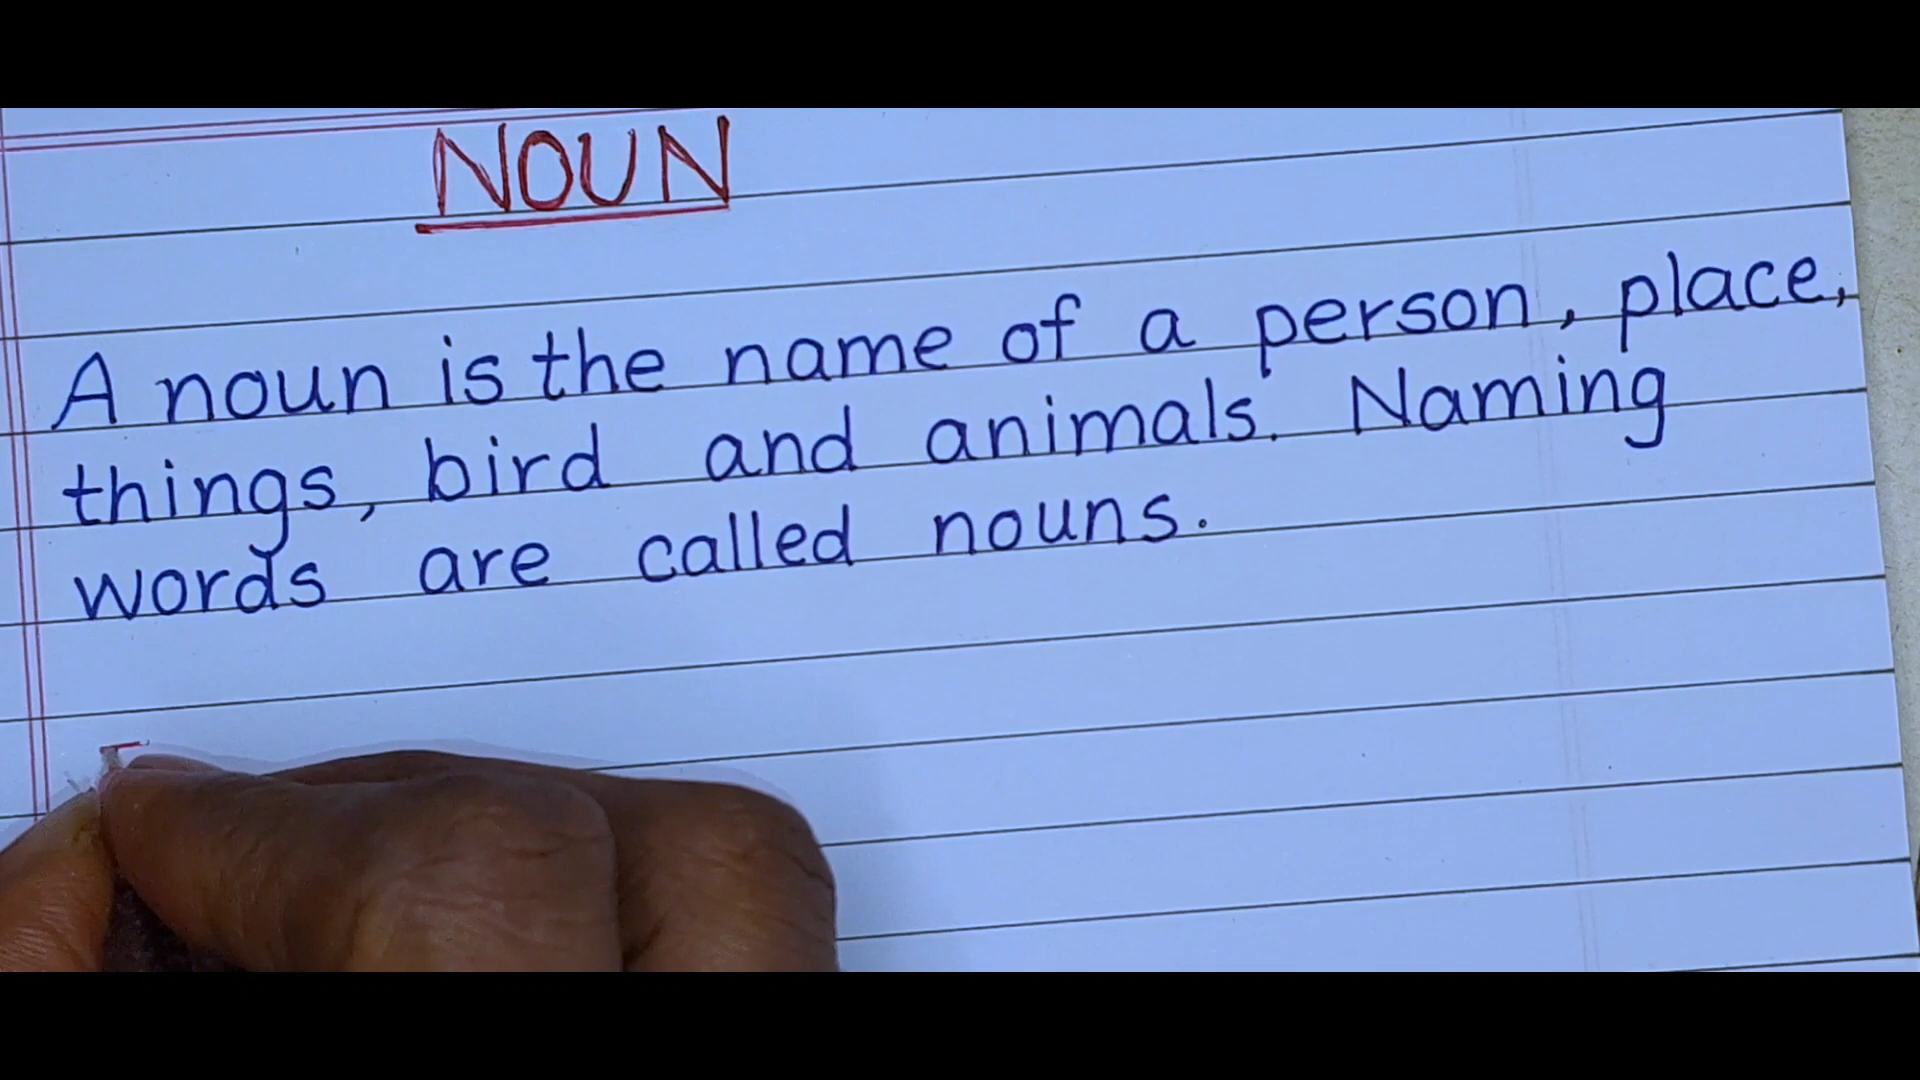 NOUN
A noun is the name of a person, place,
things, bird and animals. Naming
words are called nouns.